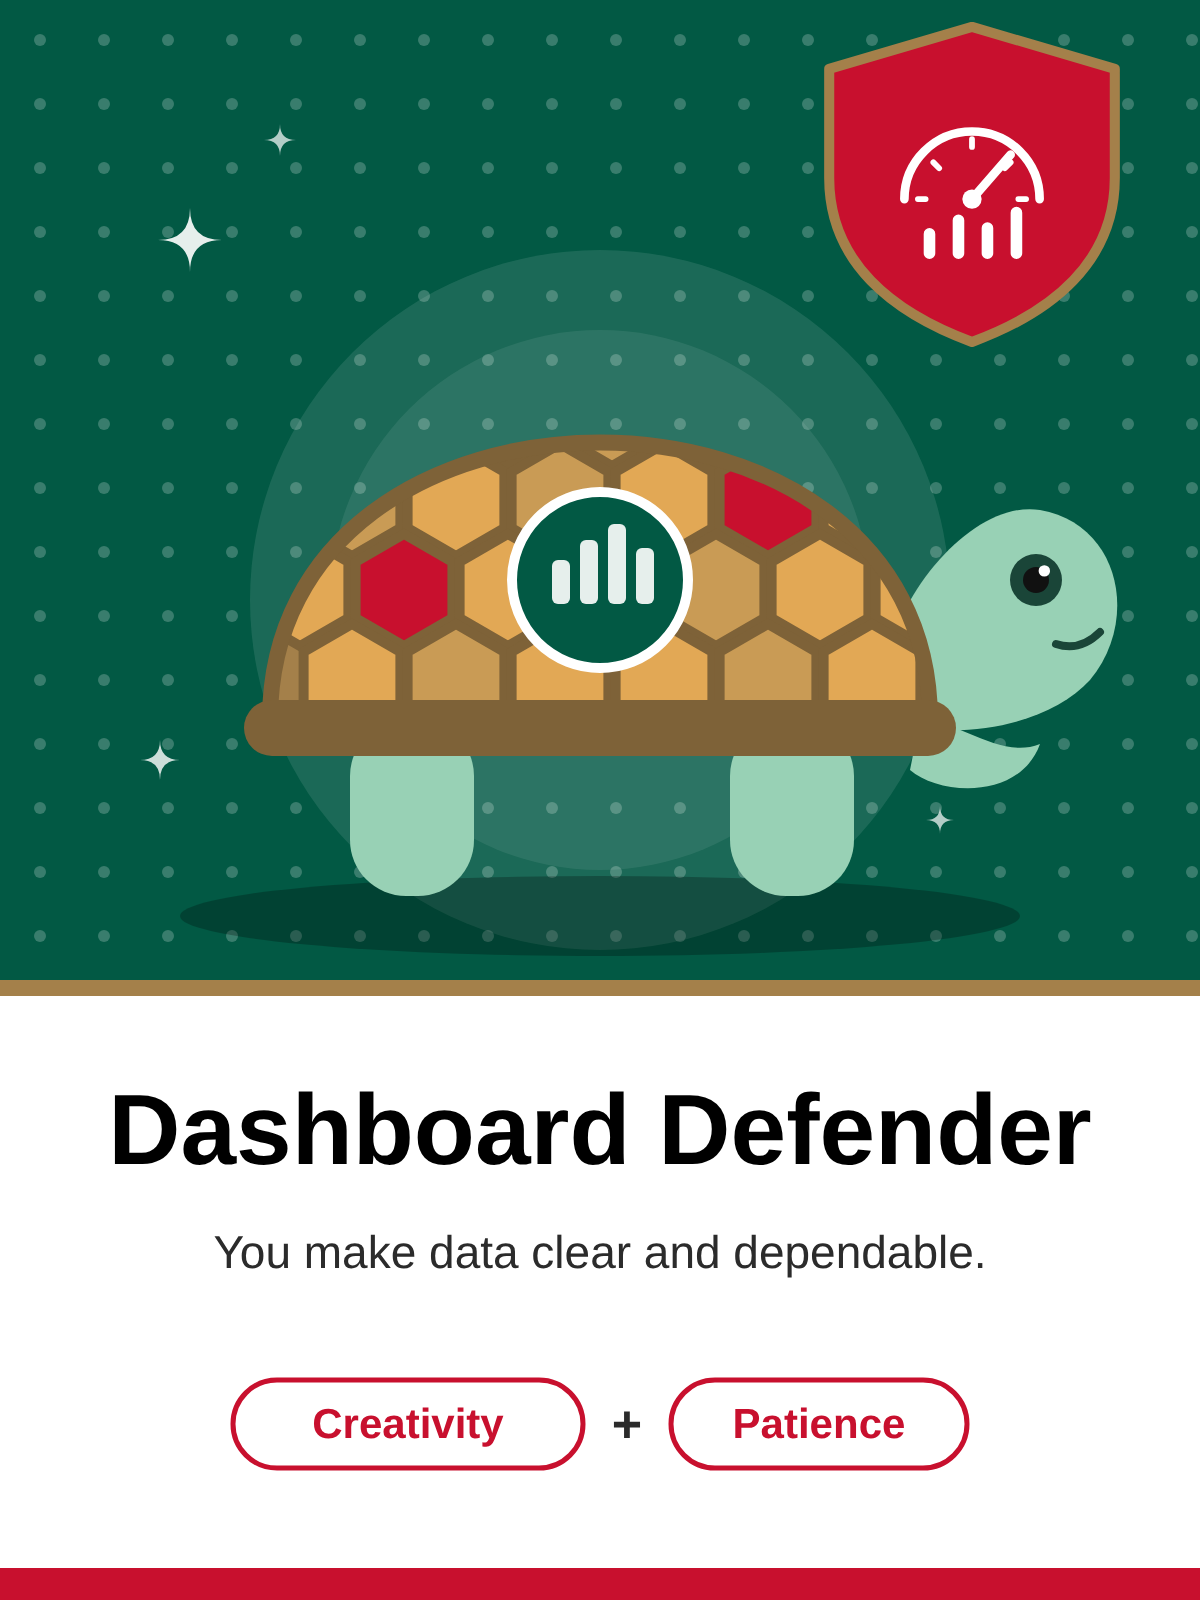 Dashboard Defender
You make data clear and dependable.
Creativity + Patience